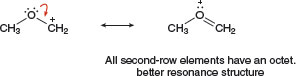 O + + O
CH₃ CH₂ CH₃ CH₂
All second-row elements have an octet.
better resonance structure